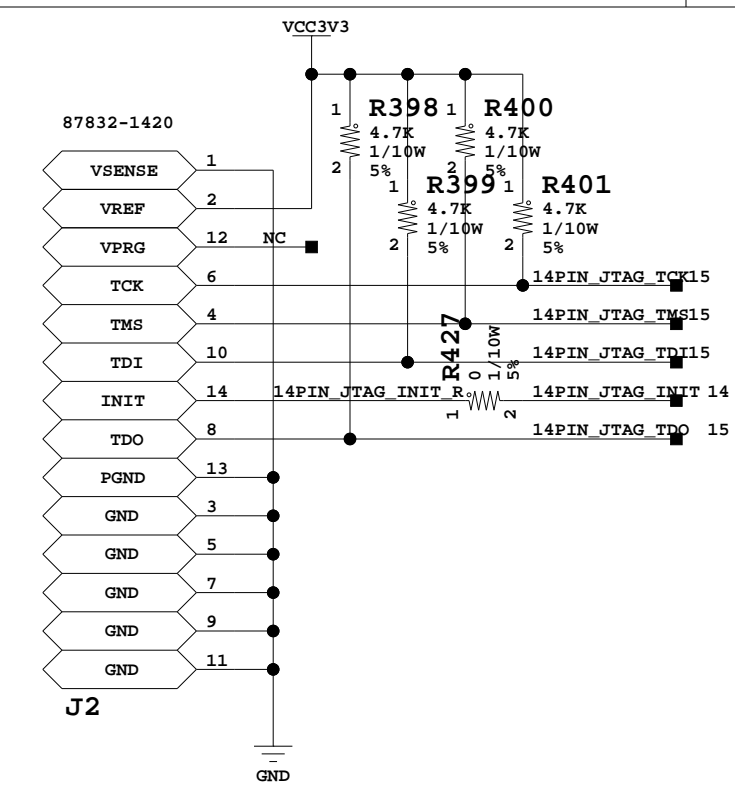 VCC3V3
87832-1420
1 R398
4.7K
1/10W
5%
2
1 R400
4.7K
1/10W
5%
2
1 R399
4.7K
1/10W
5%
2
1 R401
4.7K
1/10W
5%
2
VSENSE 1
VREF 2
VPRG 12 NC
TCK 6 14PIN_JTAG_TCK 15
TMS 4 14PIN_JTAG_TMS 15
TDI 10 14PIN_JTAG_TDI 15
R427
0
1/10W
5%
INIT 14 14PIN_JTAG_INIT_R 1 2 14PIN_JTAG_INIT 14
TDO 8 14PIN_JTAG_TDO 15
PGND 13
GND 3
GND 5
GND 7
GND 9
GND 11
J2
GND